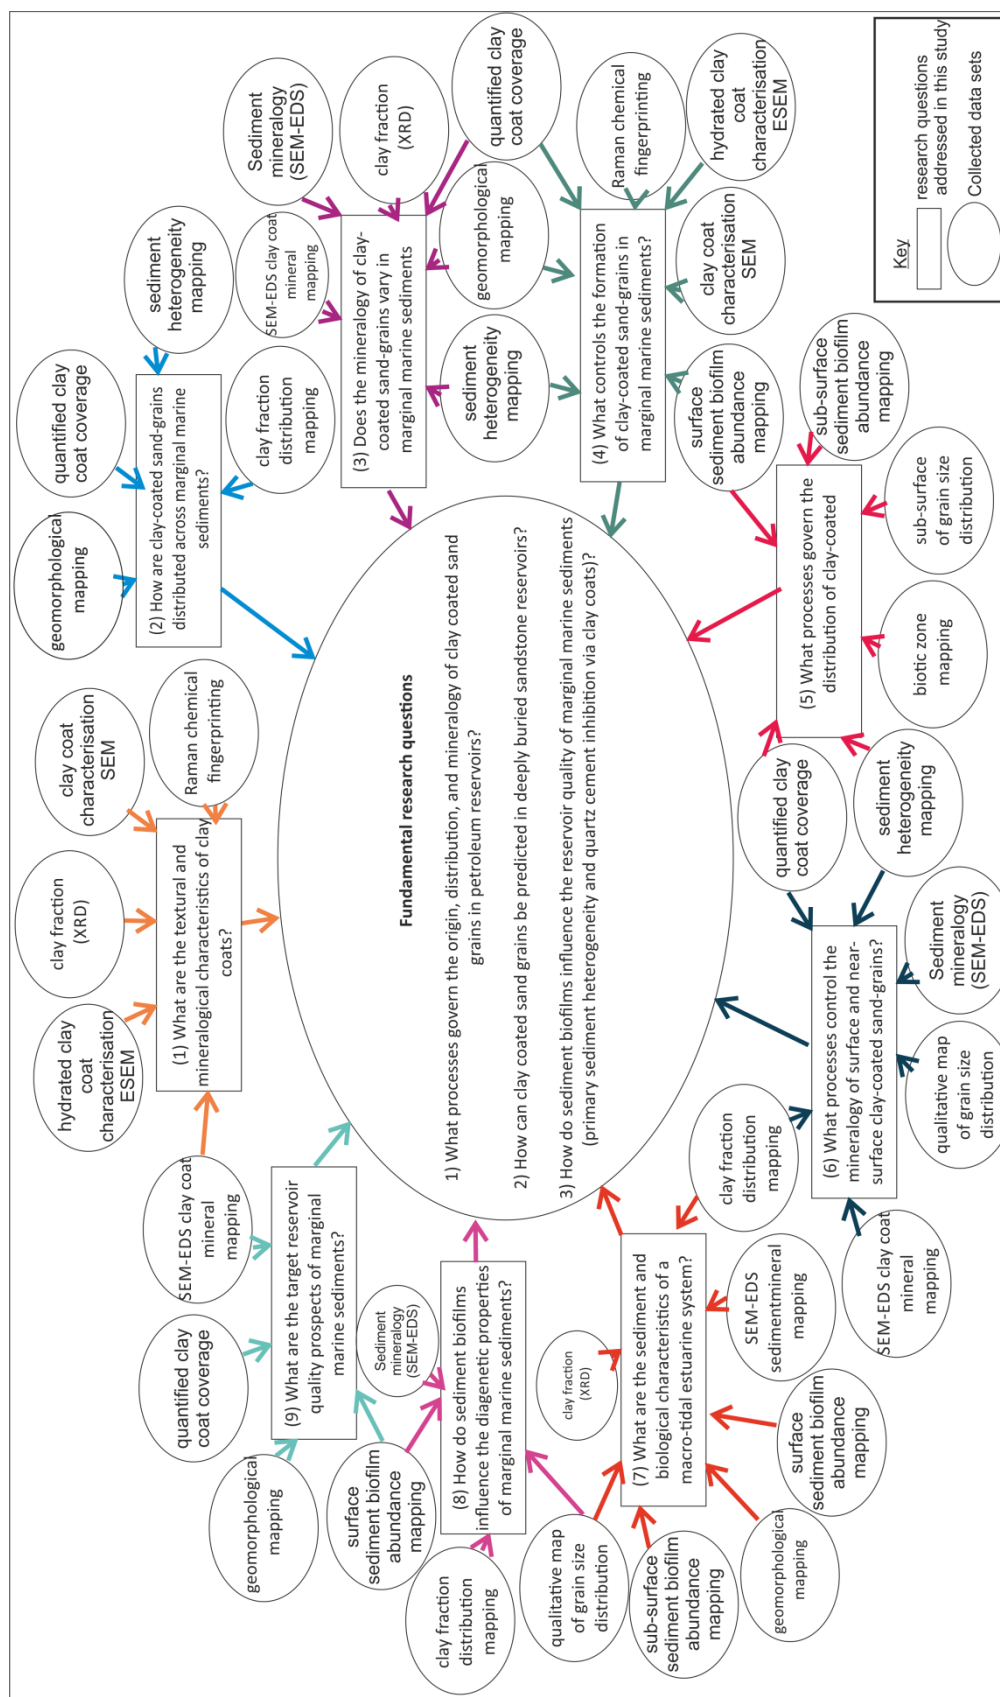 Fundamental research questions
1) What processes govern the origin, distribution, and mineralogy of clay coated sand
grains in petroleum reservoirs?
2) How can clay coated sand grains be predicted in deeply buried sandstone reservoirs?
3) How do sediment biofilms influence the reservoir quality of marginal marine sediments
(primary sediment heterogeneity and quartz cement inhibition via clay coats)?
(1) What are the textural and
mineralogical characteristics of clay
coats?
SEM-EDS clay coat
mineral
mapping
hydrated clay
coat
characterisation
ESEM
clay fraction
(XRD)
clay coat
characterisation
SEM
Raman chemical
fingerprinting
(2) How are clay-coated sand-grains
distributed across marginal marine
sediments?
geomorphological
mapping
quantified clay
coat coverage
sediment
heterogeneity
mapping
clay fraction
distribution
mapping
(3) Does the mineralogy of clay-
coated sand-grains vary in
marginal marine sediments
SEM-EDS clay coat
mineral
mapping
Sediment
mineralogy
(SEM-EDS)
clay fraction
(XRD)
quantified clay
coat coverage
geomorphological
mapping
sediment
heterogeneity
mapping
(4) What controls the formation
of clay-coated sand-grains in
marginal marine sediments?
Raman chemical
fingerprinting
hydrated clay
coat
characterisation
ESEM
clay coat
characterisation
SEM
surface
sediment biofilm
abundance
mapping
(5) What processes govern the
distribution of clay-coated
sub-surface
sediment biofilm
abundance
mapping
sub-surface
of grain size
distribution
biotic zone
mapping
quantified clay
coat coverage
sediment
heterogeneity
mapping
(6) What processes control the
mineralogy of surface and near-
surface clay-coated sand-grains?
Sediment
mineralogy
(SEM-EDS)
qualitative map
of grain size
distribution
SEM-EDS clay coat
mineral
mapping
clay fraction
distribution
mapping
(7) What are the sediment and
biological characteristics of a
macro-tidal estuarine system?
SEM-EDS
sedimentmineral
mapping
clay fraction
(XRD)
surface
sediment biofilm
abundance
mapping
geomorphological
mapping
sub-surface
sediment biofilm
abundance
mapping
qualitative map
of grain size
distribution
(8) How do sediment biofilms
influence the diagenetic properties
of marginal marine sediments?
Sediment
mineralogy
(SEM-EDS)
clay fraction
distribution
mapping
surface
sediment biofilm
abundance
mapping
(9) What are the target reservoir
quality prospects of marginal
marine sediments?
geomorphological
mapping
quantified clay
coat coverage
Key
research questions
addressed in this study
Collected data sets